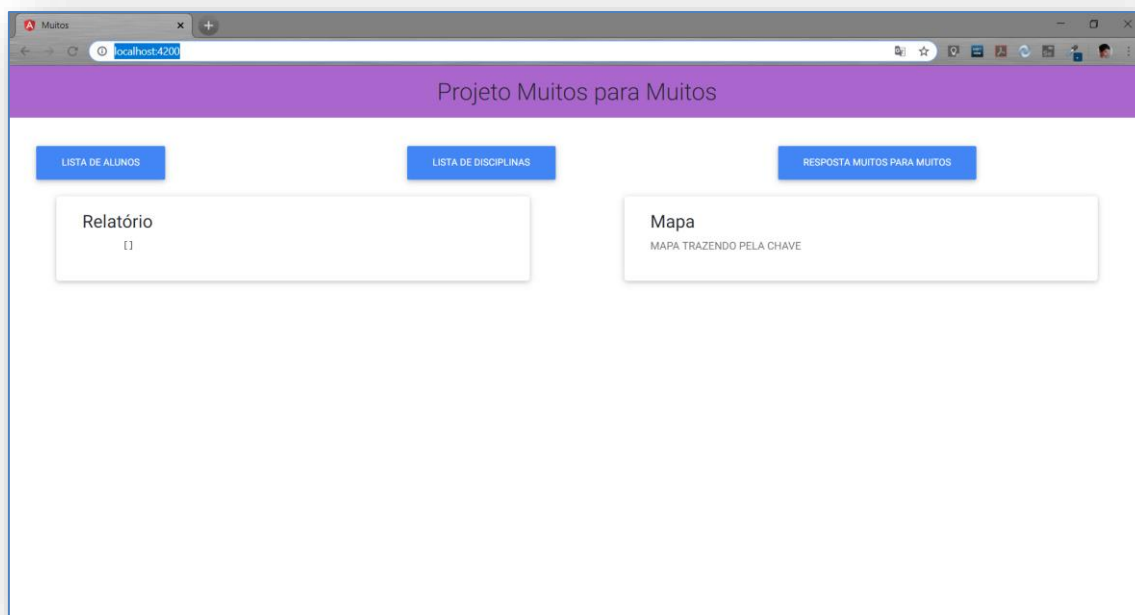 Muitos
localhost:4200
Projeto Muitos para Muitos
LISTA DE ALUNOS
LISTA DE DISCIPLINAS
RESPOSTA MUITOS PARA MUITOS
Relatório
[]
Mapa
MAPA TRAZENDO PELA CHAVE